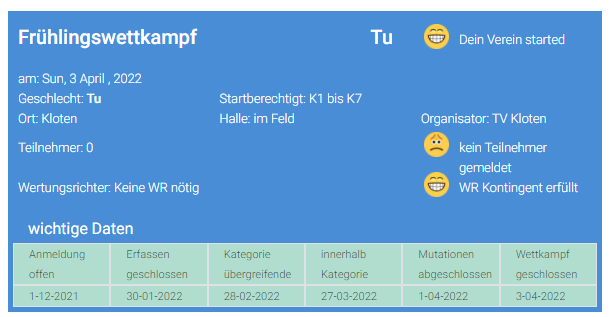 Frühlingswettkampf Tu Dein Verein started
am: Sun, 3 April , 2022
Geschlecht: Tu Startberechtigt: K1 bis K7
Ort: Kloten Halle: im Feld Organisator: TV Kloten
Teilnehmer: 0 kein Teilnehmer
gemeldet
Wertungsrichter: Keine WR nötig WR Kontingent erfüllt
wichtige Daten
Anmeldung Erfassen Kategorie innerhalb Mutationen Wettkampf
offen geschlossen übergreifende Kategorie abgeschlossen geschlossen
1-12-2021 30-01-2022 28-02-2022 27-03-2022 1-04-2022 3-04-2022